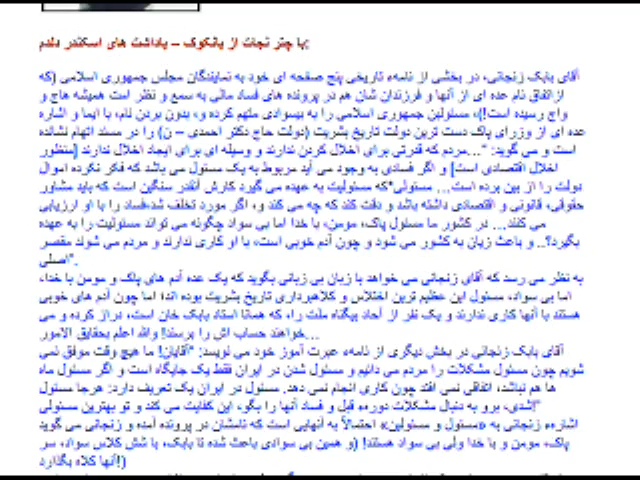 با چتر نجات از بانکوک – یاداشت های اسکندر دلدم:
آقای بابک زنجانی، در بخشی از نامهء تاریخی پنج صفحه ای خود به نمایندگان مجلس جمهوری اسلامی (که
ازاتفاق نام عده ای از آنها و فرزندان شان هم در پرونده های فساد مالی به سمع و نظر است همیشه هاج و
واج رسیده است!)، مسئولین جمهوری اسلامی را به بیسوادی متهم کرده و، بدون بردن نام، با ایما و اشاره
عده ای از وزرای پاک دست ترین دولت تاریخ بشریت (دولت حاج دکتر احمدی – ن) را در مسند اتهام نشانده
است و می گوید: "...مردم که قدرتی برای اخلال کردن ندارند و وسیله ای برای ایجاد اخلال ندارند [منظور
اخلال اقتصادی است] و اگر فسادی به وجود می آید مربوط به یک مسئول می باشد که فکر نکرده اموال
دولت را از بین برده است... مسئولی که مسئولیت به عهده می گیرد کارش آنقدر سنگین است که باید مشاور
حقوقی، قانونی و اقتصادی داشته باشد و دقت کند که چه می کند و، اگر مورد تخلف شد،فساد را با او ارزیابی
می کنند... در کشور ما مسئول پاک، مومن، با خدا اما بی سواد چگونه می تواند مسئولیت را به عهده
بگیرد؟.. و باعث زیان به کشور می شود و چون آدم خوبی است، با او کاری ندارند و مردم می شوند مقصر
اصلی".
به نظر می رسد که آقای زنجانی می خواهد با زبان بی زبانی بگوید که یک عده آدم های پاک و مومن با خدا،
اما بی سواد، مسئول این عظیم ترین اختلاس و کلاهبرداری تاریخ بشریت بوده اند؛ اما چون آدم های خوبی
هستند با آنها کاری ندارند و یک نفر از آحاد بیگناه ملت را، که همانا استاد بابک خان است، دراز کرده و می
خواهند حساب اش را برسند! والله اعلم بحقایق الامور...
آقای بابک زنجانی در بخش دیگری از نامهء عبرت آموز خود می نویسد: "آقایان! ما هیچ وقت موفق نمی
شویم چون مسئول مشکلات را مردم می دانیم و مسئول شدن در ایران فقط یک جایگاه است و اگر مسئول ماه
ها هم نباشد، اتفاقی نمی افتد چون کاری انجام نمی دهد. مسئول در ایران یک تعریف دارد: هرجا مسئول
شدی، برو به دنبال مشکلات دورهء قبل و فساد آنها را بگو، این کفایت می کند و تو بهترین مسئولی!"
اشارهء زنجانی به «مسئول و مسئولین» احتمالاً به آنهایی است که نامشان در پرونده آمده و زنجانی می گوید
پاک، مومن و با خدا ولی بی سواد هستند! (و همین بی سوادی باعث شده تا بابک، با شش کلاس سواد، سر
آنها کلاه بگذارد!)